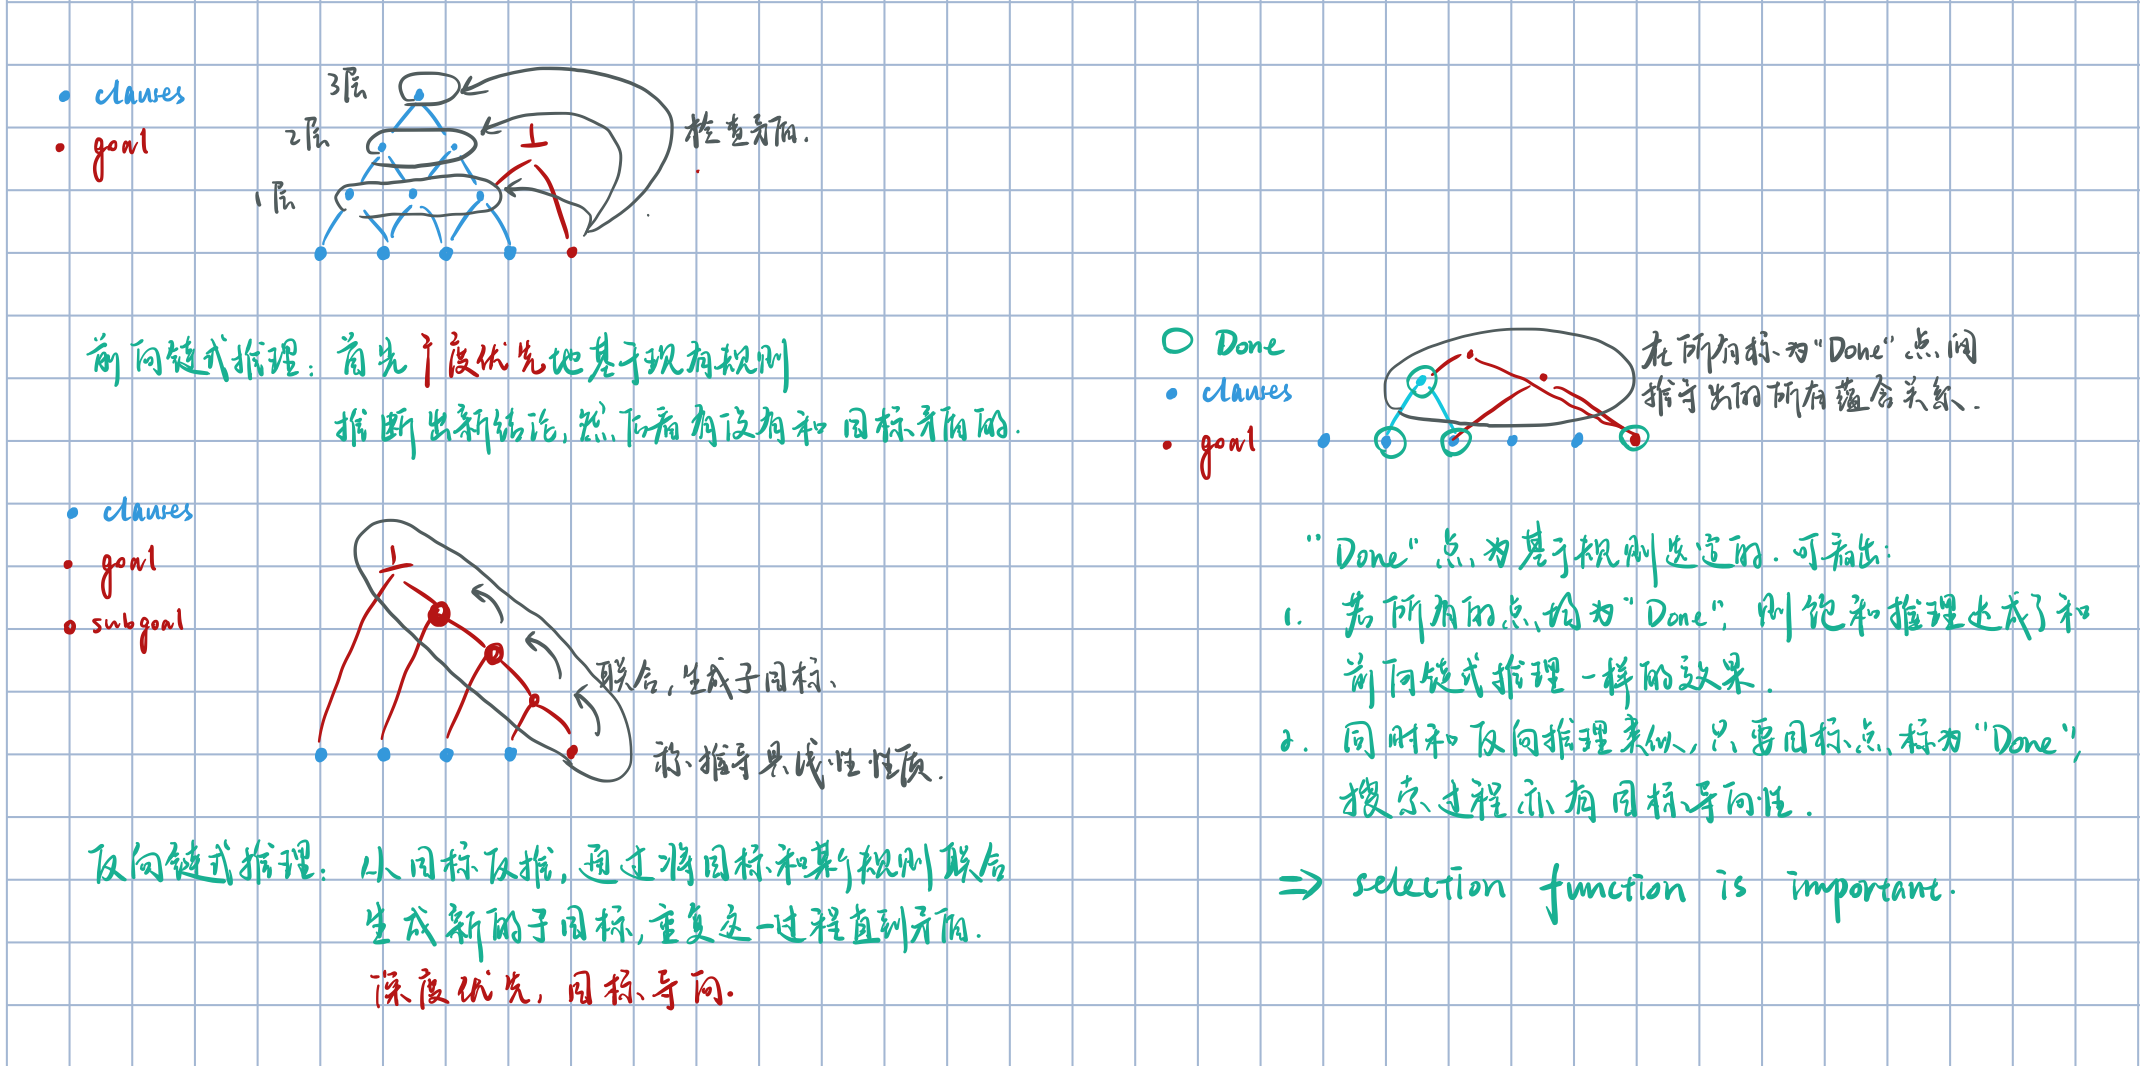 clauses
goal
3层
2层
1层
⊥
检查矛盾.
前向链式推理: 首先广度优先地基于现有规则
推断出新结论,然后看有没有和目标矛盾的.
clauses
goal
subgoal
⊥
联合,生成子目标、
称推导具线性性质.
反向链式推理: 从目标反推,通过将目标和某个规则联合
生成新的子目标,重复这一过程直到矛盾.
深度优先,目标导向.
Done
clauses
goal
在所有标为"Done"点间
推导出的所有蕴含关系.
"Done"点为基于规则选定的.可看出:
1. 若所有的点均为"Done",则饱和推理达成了和
前向链式推理一样的效果.
2. 同时和反向推理类似,只要目标点标为"Done",
搜索过程亦有目标导向性.
⇒ selection function is important.